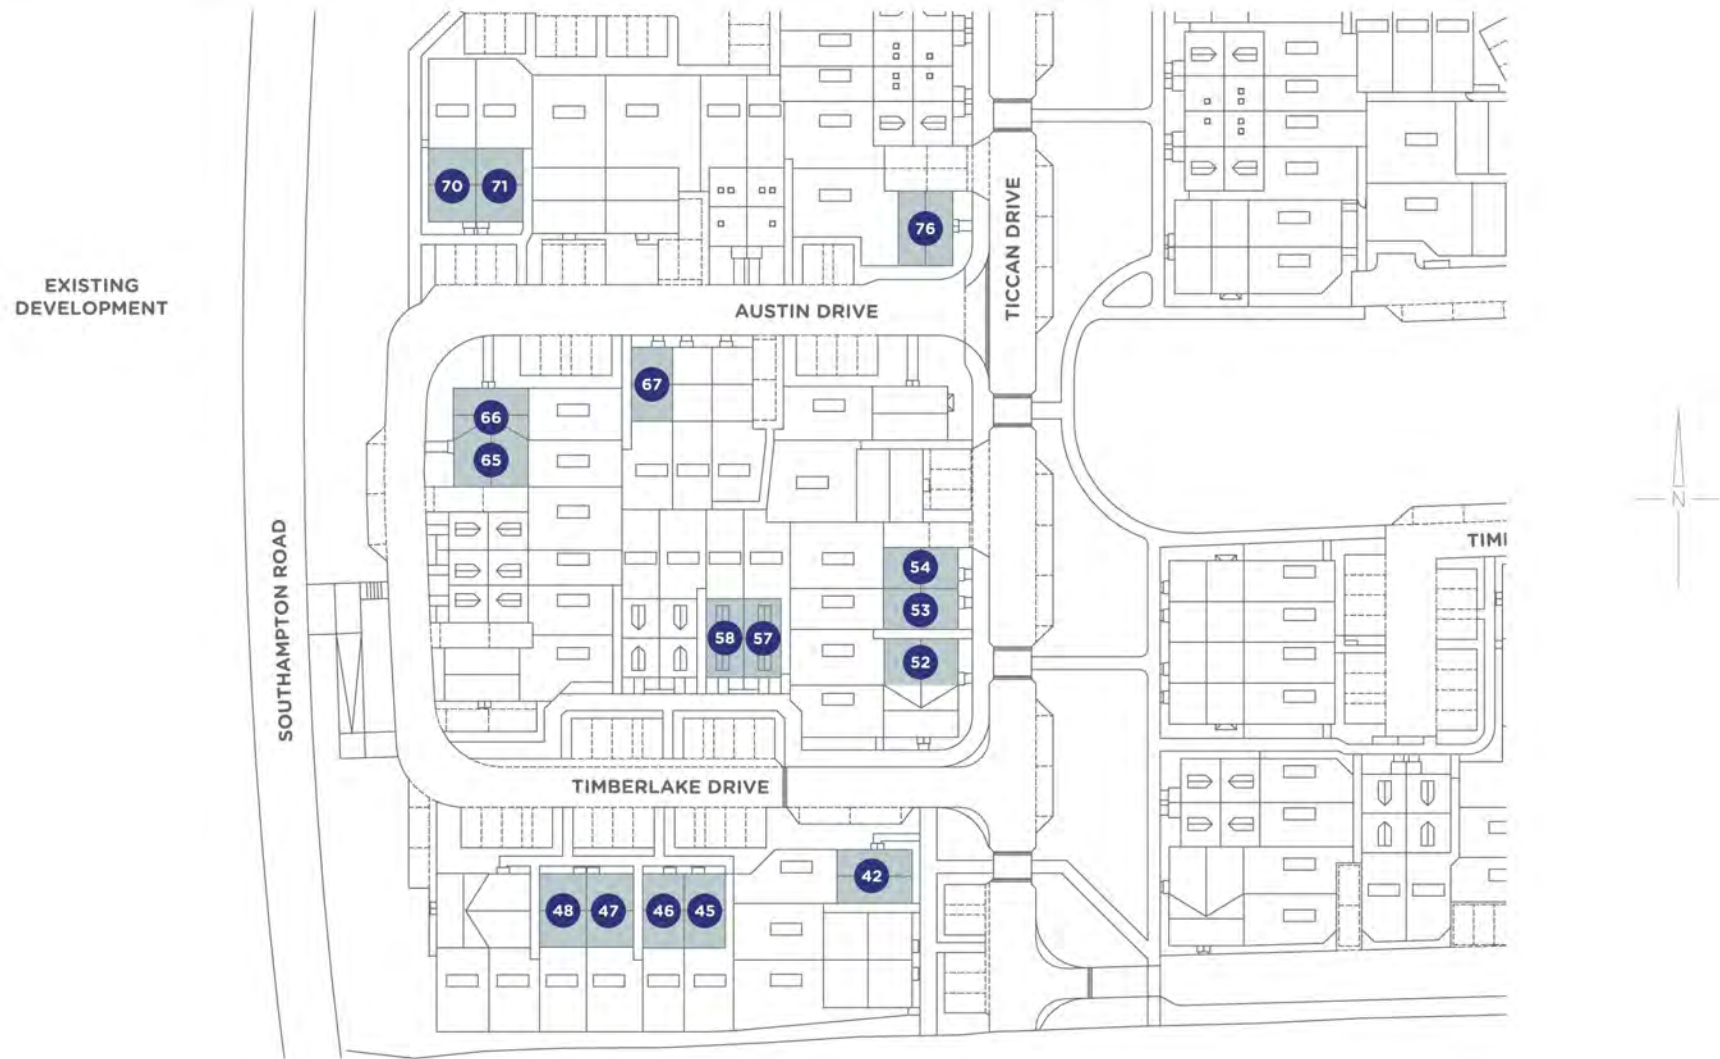 70 71
76
TICCAN DRIVE
EXISTING
DEVELOPMENT
AUSTIN DRIVE
67
66
65
N
SOUTHAMPTON ROAD
TIMI
54
53
58 57
52
TIMBERLAKE DRIVE
42
48 47 46 45